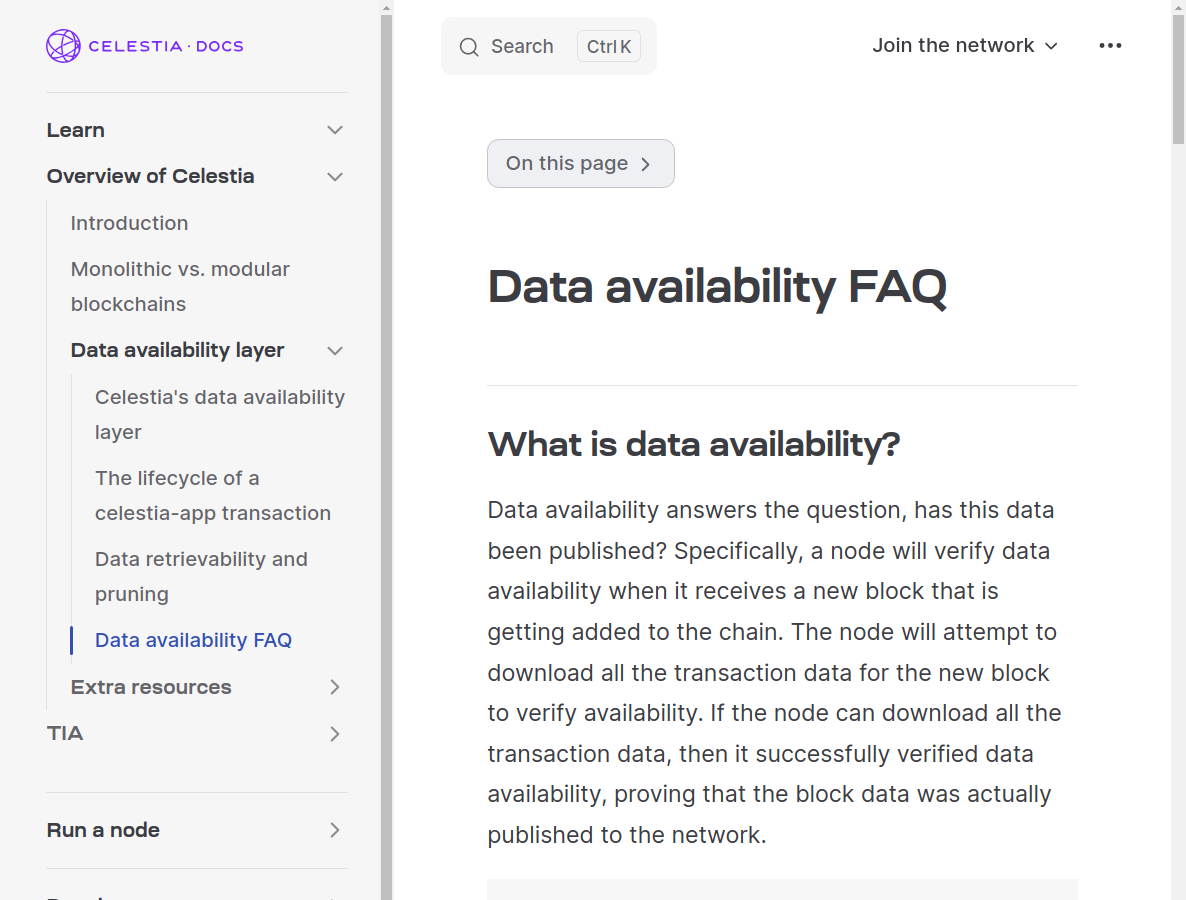 CELESTIA · DOCS
Learn
Overview of Celestia
Introduction
Monolithic vs. modular
blockchains
Data availability layer
Celestia's data availability
layer
The lifecycle of a
celestia-app transaction
Data retrievability and
pruning
Data availability FAQ
Extra resources
TIA
Run a node
Search
Ctrl K
Join the network
On this page
Data availability FAQ
What is data availability?
Data availability answers the question, has this data
been published? Specifically, a node will verify data
availability when it receives a new block that is
getting added to the chain. The node will attempt to
download all the transaction data for the new block
to verify availability. If the node can download all the
transaction data, then it successfully verified data
availability, proving that the block data was actually
published to the network.